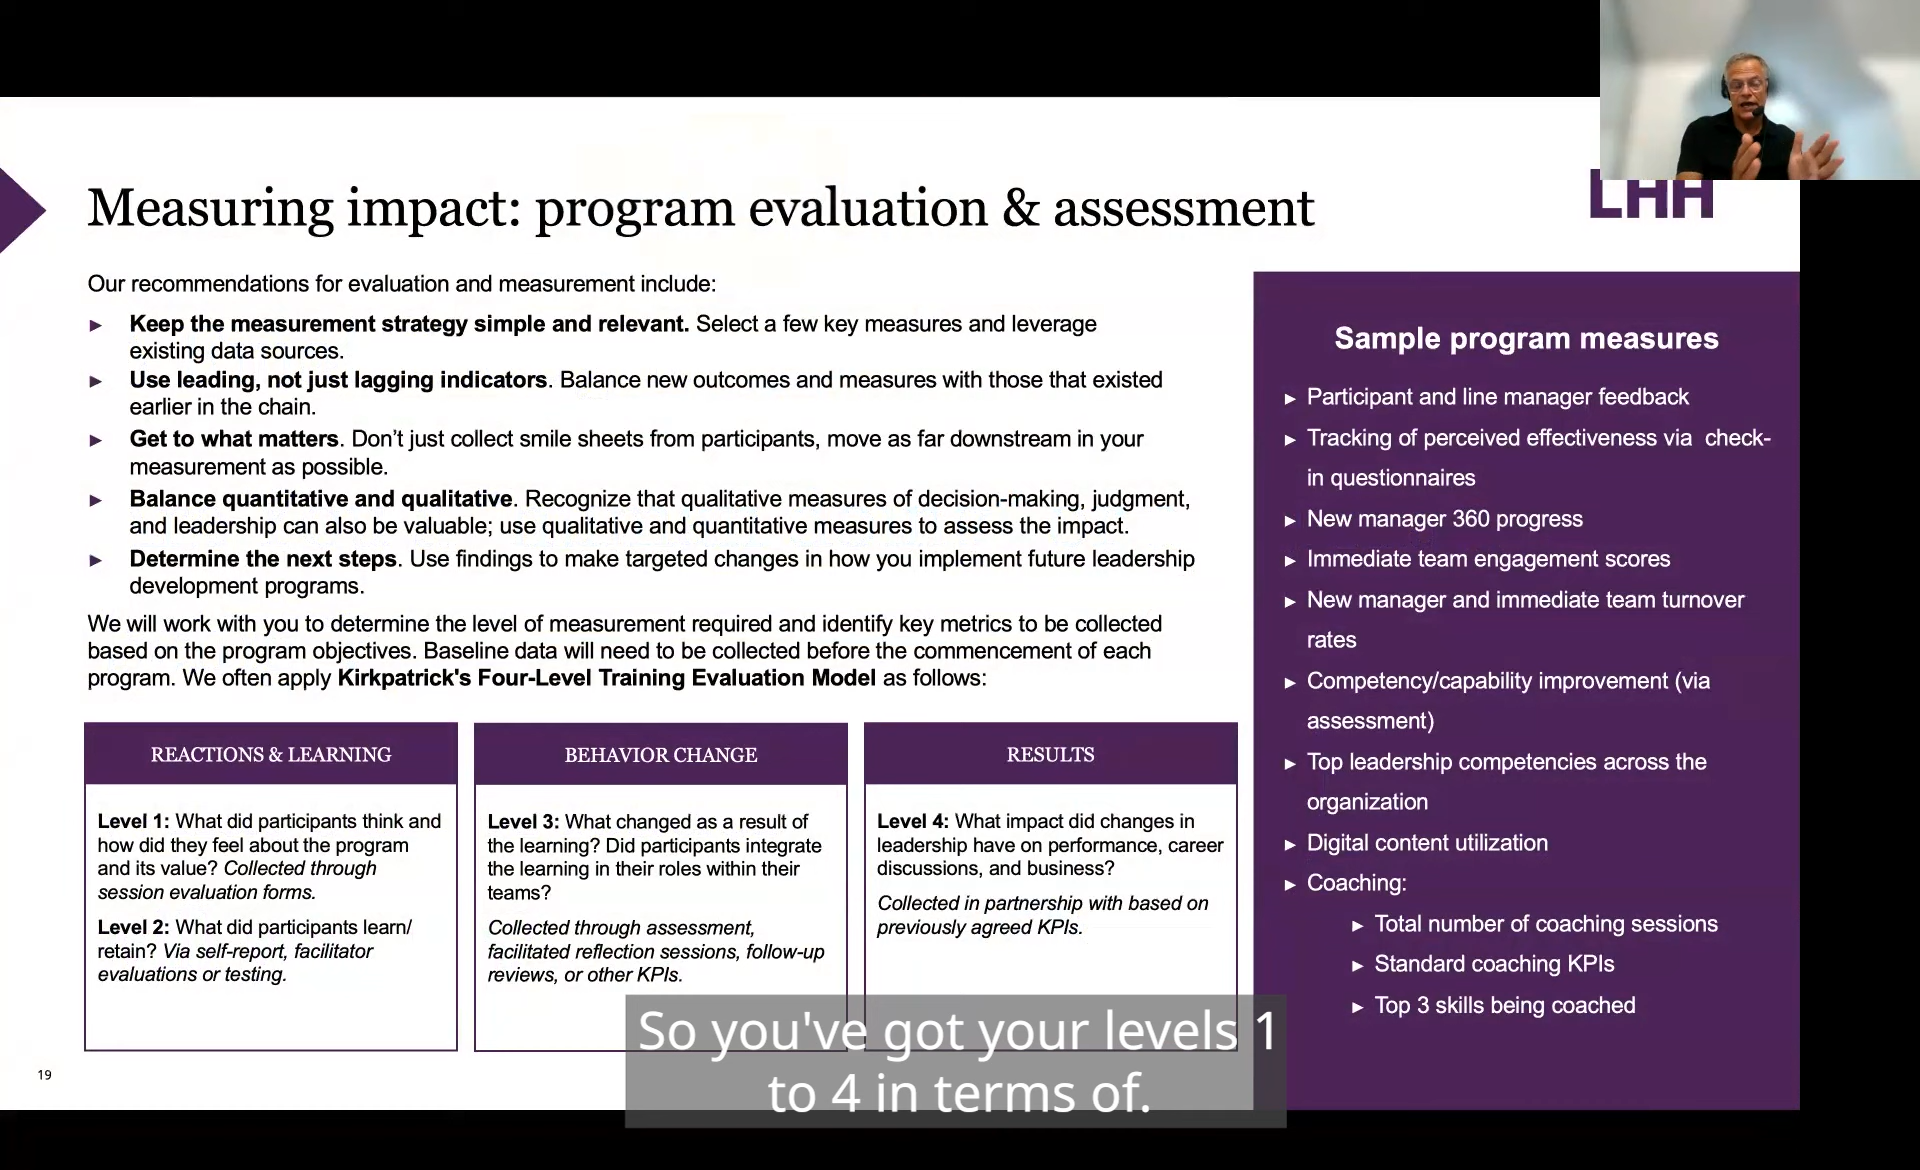 LHH
Measuring impact: program evaluation & assessment
Our recommendations for evaluation and measurement include:
► Keep the measurement strategy simple and relevant. Select a few key measures and leverage
existing data sources.
► Use leading, not just lagging indicators. Balance new outcomes and measures with those that existed
earlier in the chain.
► Get to what matters. Don’t just collect smile sheets from participants, move as far downstream in your
measurement as possible.
► Balance quantitative and qualitative. Recognize that qualitative measures of decision-making, judgment,
and leadership can also be valuable; use qualitative and quantitative measures to assess the impact.
► Determine the next steps. Use findings to make targeted changes in how you implement future leadership
development programs.
We will work with you to determine the level of measurement required and identify key metrics to be collected
based on the program objectives. Baseline data will need to be collected before the commencement of each
program. We often apply Kirkpatrick's Four-Level Training Evaluation Model as follows:
REACTIONS & LEARNING
Level 1: What did participants think and
how did they feel about the program
and its value? Collected through
session evaluation forms.
Level 2: What did participants learn/
retain? Via self-report, facilitator
evaluations or testing.
BEHAVIOR CHANGE
Level 3: What changed as a result of
the learning? Did participants integrate
the learning in their roles within their
teams?
Collected through assessment,
facilitated reflection sessions, follow-up
reviews, or other KPIs.
RESULTS
Level 4: What impact did changes in
leadership have on performance, career
discussions, and business?
Collected in partnership with based on
previously agreed KPIs.
Sample program measures
► Participant and line manager feedback
► Tracking of perceived effectiveness via check-
in questionnaires
► New manager 360 progress
► Immediate team engagement scores
► New manager and immediate team turnover
rates
► Competency/capability improvement (via
assessment)
► Top leadership competencies across the
organization
► Digital content utilization
► Coaching:
► Total number of coaching sessions
► Standard coaching KPIs
► Top 3 skills being coached
19
So you've got your levels 1
to 4 in terms of.